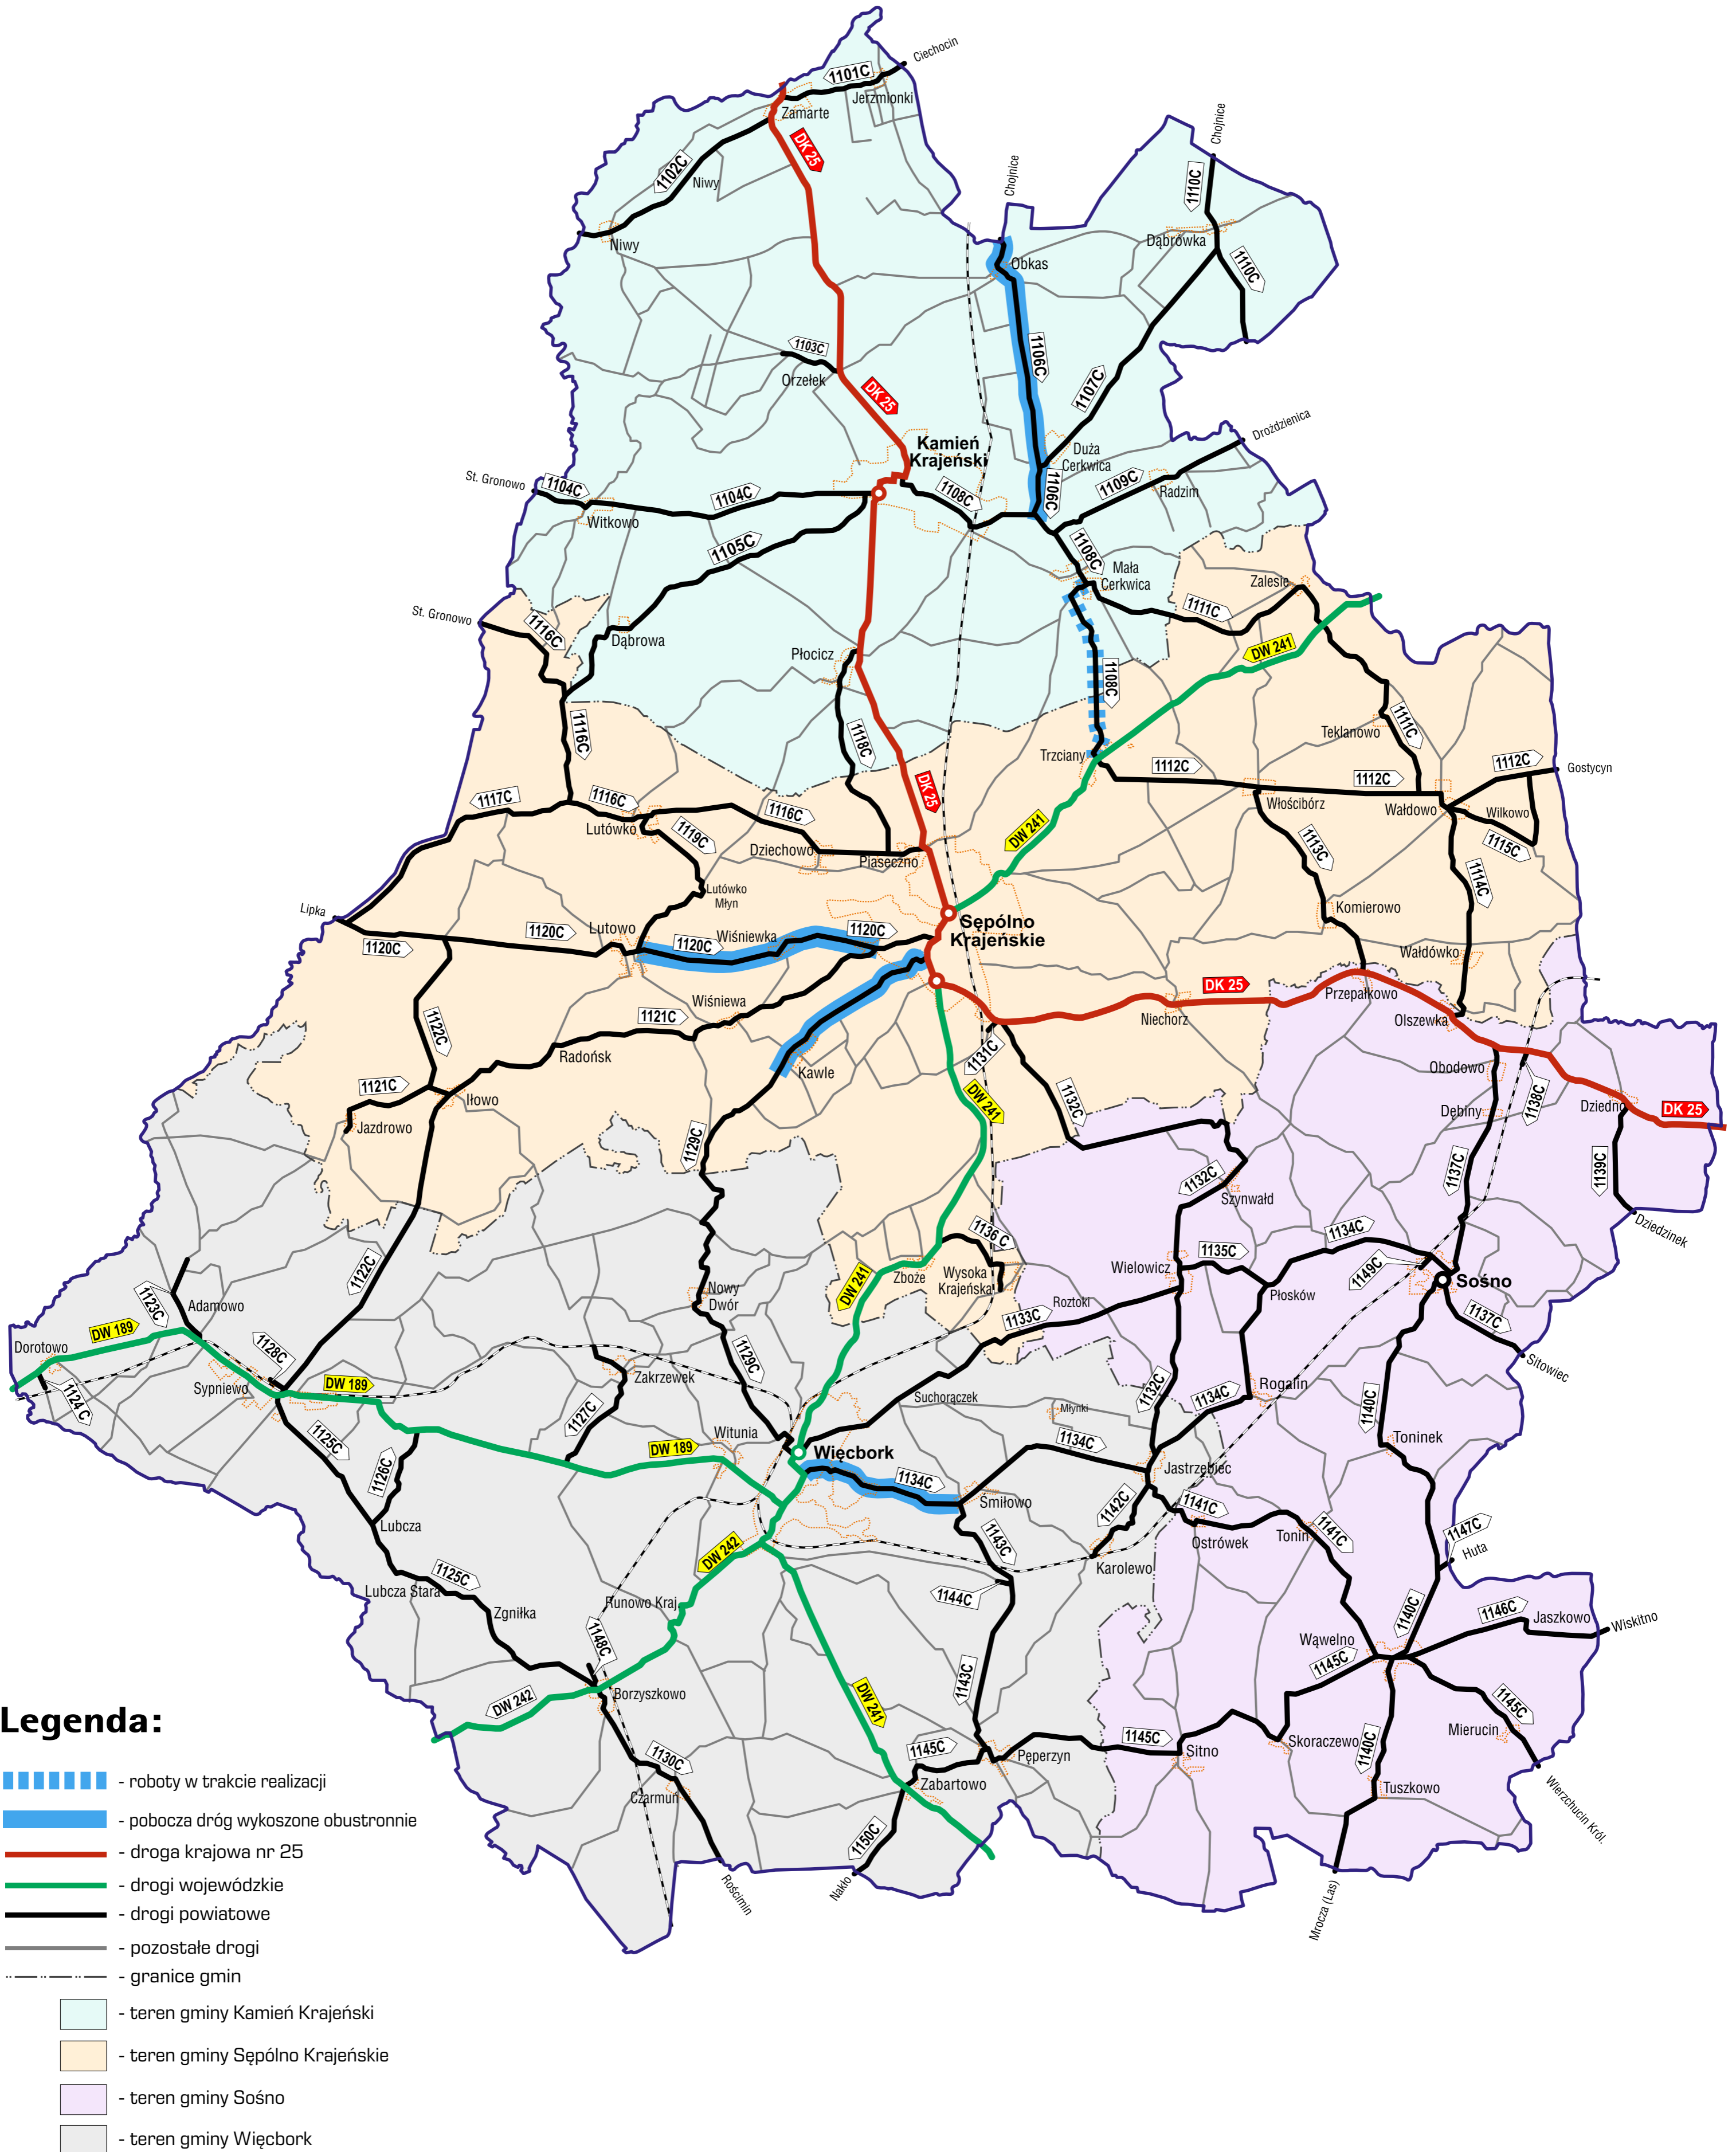 Ciechocin
1101C
Jerzmionki
Zamarte
DK 25
1102C
Niwy
Niwy
Chojnice
Chojnice
1110C
Dąbrówka
1110C
Obkas
1103C
Orzełek
1106C
1107C
DK 25
Kamień
Krajeński
Duża
Cerkwica
Drożdzienica
St. Gronowo
1104C
1104C
Witkowo
1108C
1106C
1109C
Radzim
1105C
1108C
Mała
Cerkwica
Zalesie
St. Gronowo
1116C
Dąbrowa
1111C
Płocicz
DW 241
1108C
1116C
1118C
Teklanowo
1111C
Trzciany
1112C
1112C
1112C
Gostycyn
DK 25
1117C
1116C
1116C
Włościbórz
Wałdowo
Wilkowo
Lutówko
1119C
Dziechowo
Piaseczno
DW 241
1113C
1115C
1114C
Lutówko
Młyn
Lipka
Komierowo
Sępólno
Krajeńskie
1120C
1120C
Lutowo
1120C
Wiśniewka
1120C
Wałdówko
DK 25
Przepałkowo
Wiśniewa
Niechorz
Olszewka
1121C
1122C
Radońsk
1131C
Kawle
Obodowo
1138C
1121C
Iłowo
Jazdrowo
DW 241
1132C
Dębiny
Dziedno
DK 25
1129C
1137C
1139C
1132C
Szynwałd
Dziedzinek
1136 C
1134C
1122C
Zboże
Wysoka
Krajeńska
Wielowicz
1135C
1149C
Sośno
1123C
Adamowo
Nowy
Dwór
DW 241
Roztoki
1133C
Płosków
1137C
Dorotowo
DW 189
1128C
1129C
Sitowiec
Sypniewo
1124 C
DW 189
Zakrzewek
Suchorączek
1132C
1134C
Rogalin
1140C
1127C
Młynki
1125C
Witunia
DW 189
Więcbork
1134C
Toninek
1126C
1134C
Jastrzębiec
Śmiłowo
1142C
1141C
Lubcza
1143C
Ostrówek
Tonin
1141C
1147C
Huta
DW 242
Karolewo
Lubcza Stara
1125C
1144C
Runowo Kraj.
Zgniłka
1140C
1146C
Jaszkowo
Wiskitno
1148C
Wąwelno
1145C
1143C
DW 242
Borzyszkowo
DW 241
1145C
Mierucin
1145C
1145C
Sitno
Skoraczewo
1140C
Pęperzyn
1130C
Zabartowo
Czarmuń
Tuszkowo
Wierzchucin Król.
1150C
Nakło
Rościmin
Mrocza (Las)
Legenda:
- roboty w trakcie realizacji
- pobocza dróg wykoszone obustronnie
- droga krajowa nr 25
- drogi wojewódzkie
- drogi powiatowe
- pozostałe drogi
- granice gmin
- teren gminy Kamień Krajeński
- teren gminy Sępólno Krajeńskie
- teren gminy Sośno
- teren gminy Więcbork